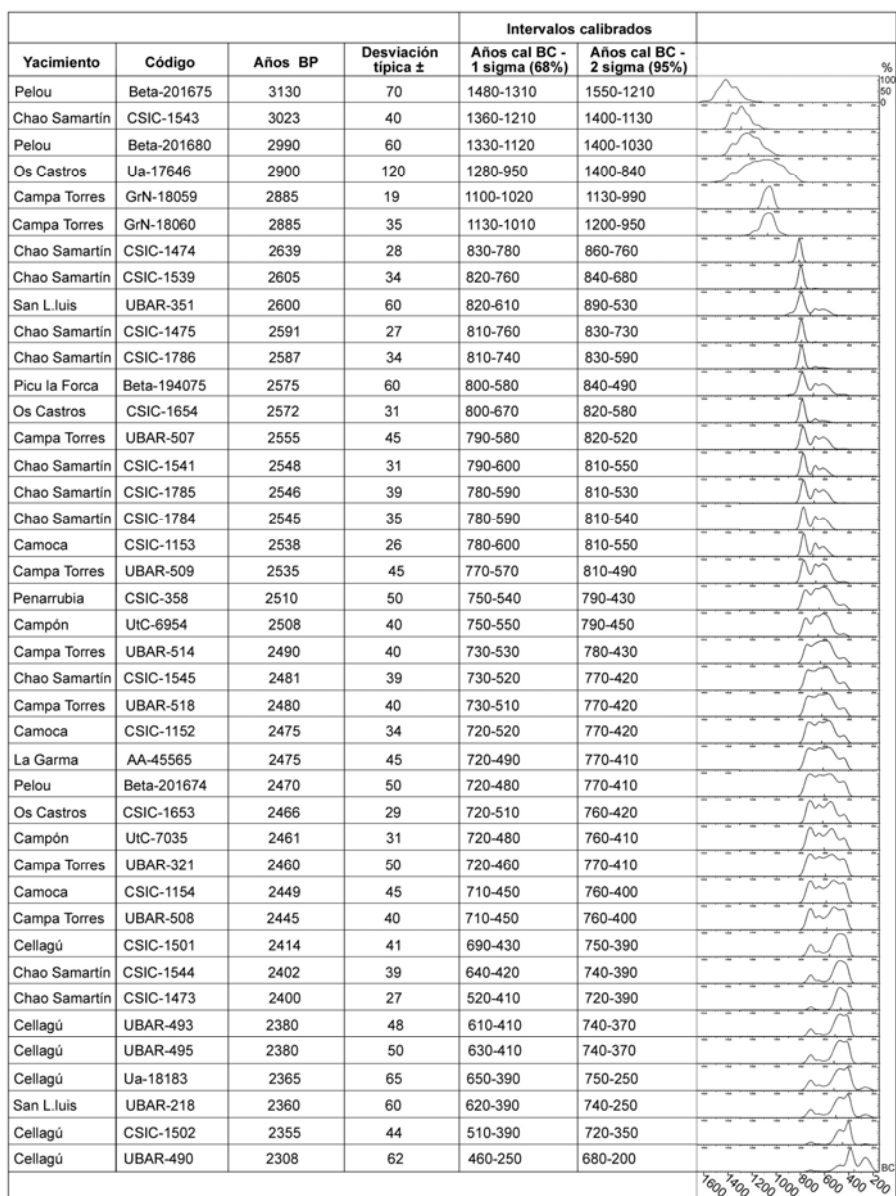 Intervalos calibrados
Yacimiento Código Años BP Desviación típica ± Años cal BC - 1 sigma (68%) Años cal BC - 2 sigma (95%) %
Pelou Beta-201675 3130 70 1480-1310 1550-1210 100 50 0
Chao Samartín CSIC-1543 3023 40 1360-1210 1400-1130
Pelou Beta-201680 2990 60 1330-1120 1400-1030
Os Castros Ua-17646 2900 120 1280-950 1400-840
Campa Torres GrN-18059 2885 19 1100-1020 1130-990
Campa Torres GrN-18060 2885 35 1130-1010 1200-950
Chao Samartín CSIC-1474 2639 28 830-780 860-760
Chao Samartín CSIC-1539 2605 34 820-760 840-680
San L.luis UBAR-351 2600 60 820-610 890-530
Chao Samartín CSIC-1475 2591 27 810-760 830-730
Chao Samartín CSIC-1786 2587 34 810-740 830-590
Picu la Forca Beta-194075 2575 60 800-580 840-490
Os Castros CSIC-1654 2572 31 800-670 820-580
Campa Torres UBAR-507 2555 45 790-580 820-520
Chao Samartín CSIC-1541 2548 31 790-600 810-550
Chao Samartín CSIC-1785 2546 39 780-590 810-530
Chao Samartín CSIC-1784 2545 35 780-590 810-540
Camoca CSIC-1153 2538 26 780-600 810-550
Campa Torres UBAR-509 2535 45 770-570 810-490
Penarrubia CSIC-358 2510 50 750-540 790-430
Campón UtC-6954 2508 40 750-550 790-450
Campa Torres UBAR-514 2490 40 730-530 780-430
Chao Samartín CSIC-1545 2481 39 730-520 770-420
Campa Torres UBAR-518 2480 40 730-510 770-420
Camoca CSIC-1152 2475 34 720-520 770-420
La Garma AA-45565 2475 45 720-490 770-410
Pelou Beta-201674 2470 50 720-480 770-410
Os Castros CSIC-1653 2466 29 720-510 760-420
Campón UtC-7035 2461 31 720-480 760-410
Campa Torres UBAR-321 2460 50 720-460 770-410
Camoca CSIC-1154 2449 45 710-450 760-400
Campa Torres UBAR-508 2445 40 710-450 760-400
Cellagú CSIC-1501 2414 41 690-430 750-390
Chao Samartín CSIC-1544 2402 39 640-420 740-390
Chao Samartín CSIC-1473 2400 27 520-410 720-390
Cellagú UBAR-493 2380 48 610-410 740-370
Cellagú UBAR-495 2380 50 630-410 740-370
Cellagú Ua-18183 2365 65 650-390 750-250
San L.luis UBAR-218 2360 60 620-390 740-250
Cellagú CSIC-1502 2355 44 510-390 720-350
Cellagú UBAR-490 2308 62 460-250 680-200 BC
1600 1400 1200 1000 800 600 400 200